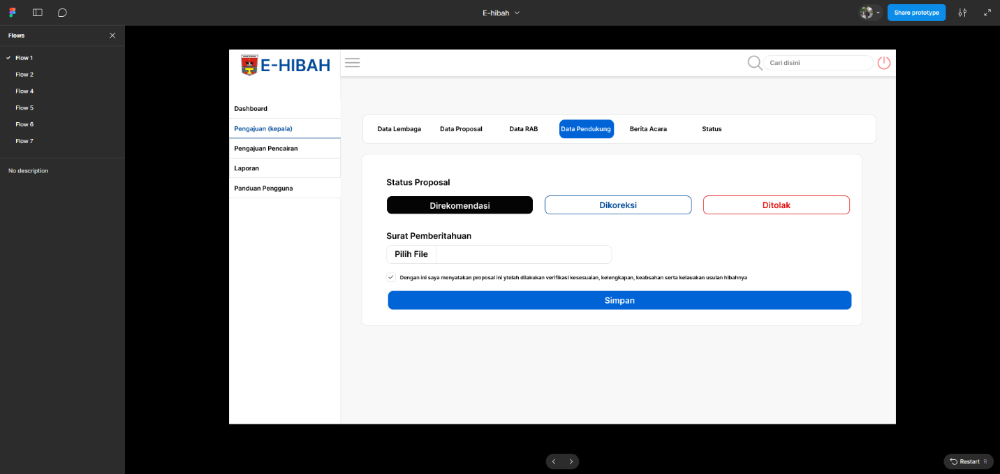 E-hibah
Share prototype
Flows
Flow 1
Flow 2
Flow 4
Flow 5
Flow 6
Flow 7
No description
E-HIBAH
Cari disini
Dashboard
Pengajuan (kepala)
Pengajuan Pencairan
Laporan
Panduan Pengguna
Data Lembaga Data Proposal Data RAB Data Pendukung Berita Acara Status
Status Proposal
Direkomendasi Dikoreksi Ditolak
Surat Pemberitahuan
Pilih File
Dengan ini saya menyatakan proposal ini ytelah dilakukan verifikasi kesesuaian, kelengkapan, keabsahan serta kelauakan usulan hibahnya
Simpan
Restart R